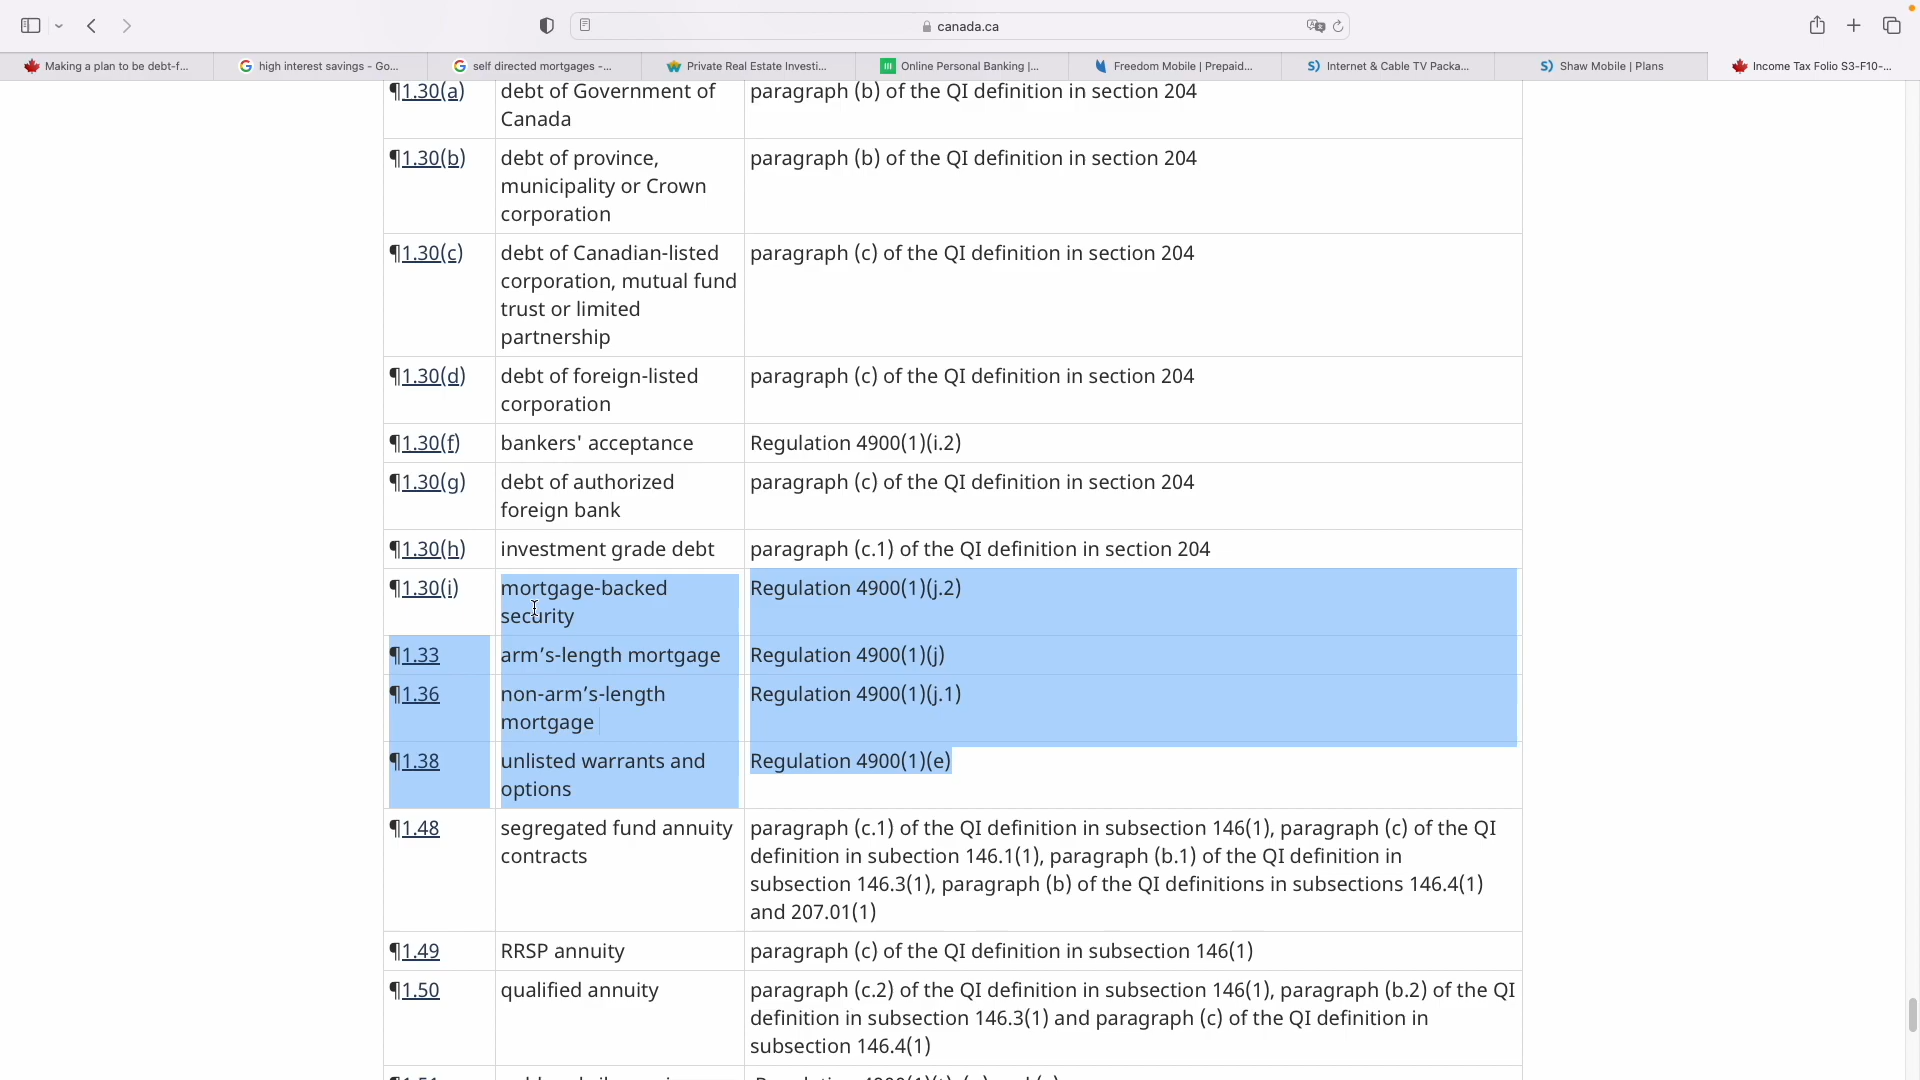 canada.ca
Making a plan to be debt-f...
high interest savings - Go...
self directed mortgages -...
Private Real Estate Investi...
Online Personal Banking |...
Freedom Mobile | Prepaid...
Internet & Cable TV Packa...
Shaw Mobile | Plans
Income Tax Folio S3-F10-...
¶1.30(a)
debt of Government of
Canada
paragraph (b) of the QI definition in section 204
¶1.30(b)
debt of province,
municipality or Crown
corporation
paragraph (b) of the QI definition in section 204
¶1.30(c)
debt of Canadian-listed
corporation, mutual fund
trust or limited
partnership
paragraph (c) of the QI definition in section 204
¶1.30(d)
debt of foreign-listed
corporation
paragraph (c) of the QI definition in section 204
¶1.30(f)
bankers' acceptance
Regulation 4900(1)(i.2)
¶1.30(g)
debt of authorized
foreign bank
paragraph (c) of the QI definition in section 204
¶1.30(h)
investment grade debt
paragraph (c.1) of the QI definition in section 204
¶1.30(i)
mortgage-backed
security
Regulation 4900(1)(j.2)
¶1.33
arm’s-length mortgage
Regulation 4900(1)(j)
¶1.36
non-arm’s-length
mortgage
Regulation 4900(1)(j.1)
¶1.38
unlisted warrants and
options
Regulation 4900(1)(e)
¶1.48
segregated fund annuity
contracts
paragraph (c.1) of the QI definition in subsection 146(1), paragraph (c) of the QI
definition in subection 146.1(1), paragraph (b.1) of the QI definition in
subsection 146.3(1), paragraph (b) of the QI definitions in subsections 146.4(1)
and 207.01(1)
¶1.49
RRSP annuity
paragraph (c) of the QI definition in subsection 146(1)
¶1.50
qualified annuity
paragraph (c.2) of the QI definition in subsection 146(1), paragraph (b.2) of the QI
definition in subsection 146.3(1) and paragraph (c) of the QI definition in
subsection 146.4(1)